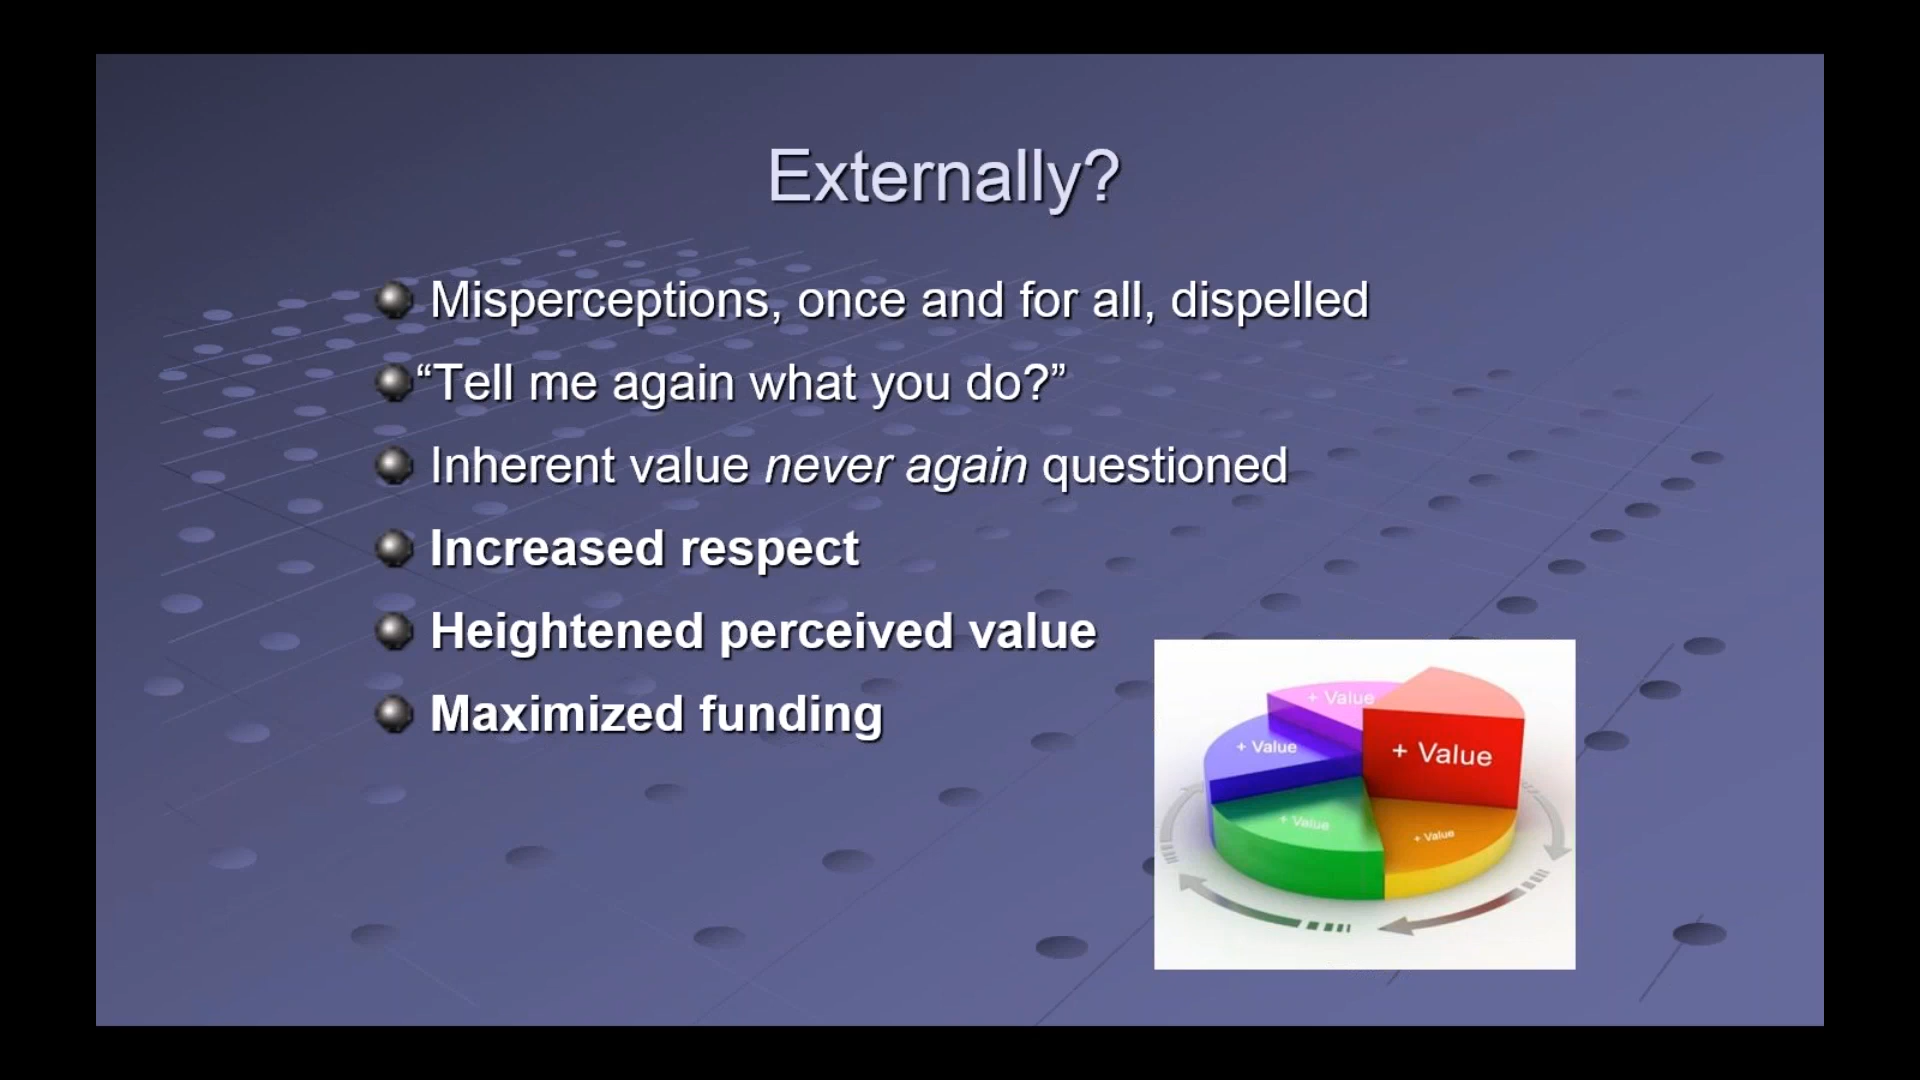 Externally?
Misperceptions, once and for all, dispelled
“Tell me again what you do?”
Inherent value never again questioned
Increased respect
Heightened perceived value
Maximized funding
+ Value
+ Value
+ Value
+ Value
+ Value